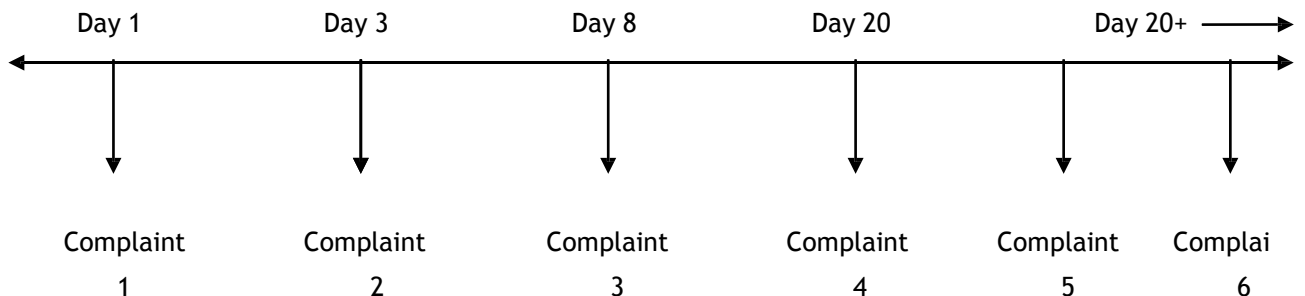 Day 1 Day 3 Day 8 Day 20 Day 20+
Complaint Complaint Complaint Complaint Complaint Complai
1 2 3 4 5 6